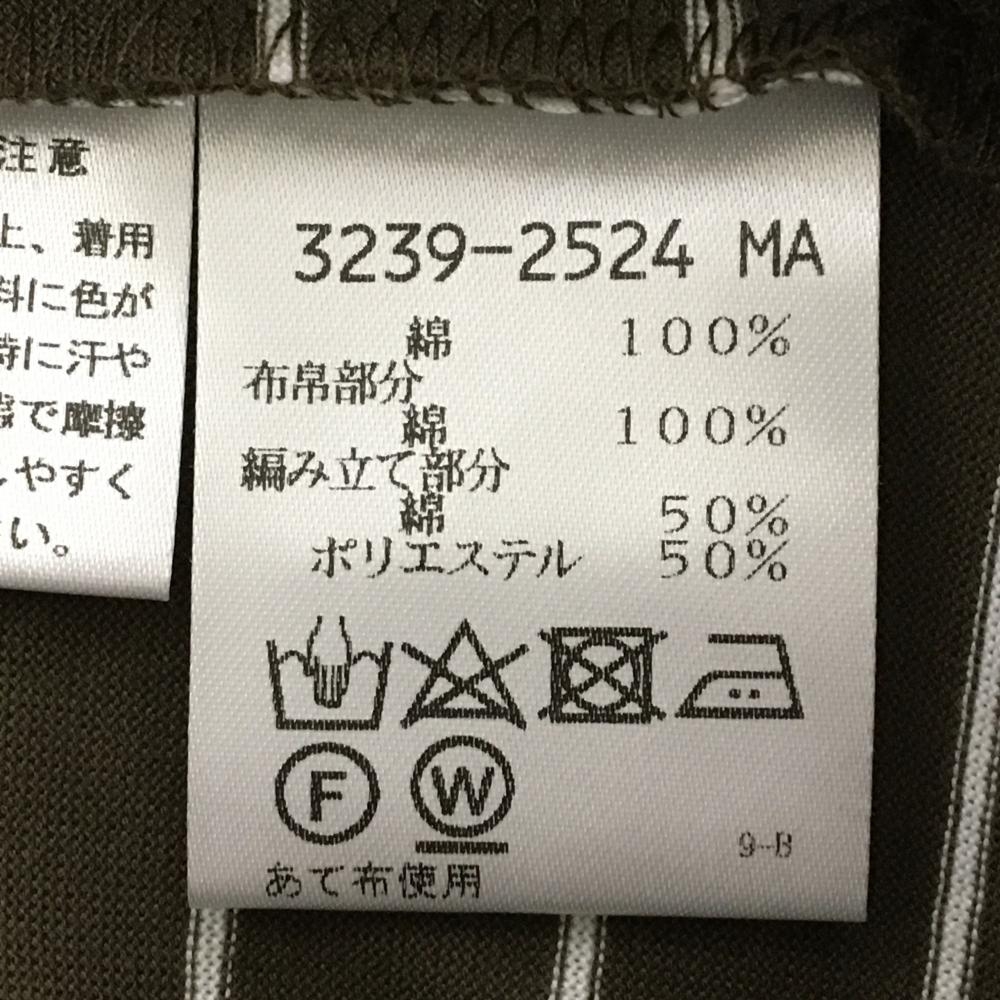 注意
上、着用
料に色が
特に汗や
で摩擦
しやすく
い。
3239-2524 MA
綿 100%
布帛部分
綿 100%
編み立て部分
綿 50%
ポリエステル 50%
F W
9-B
あて布使用